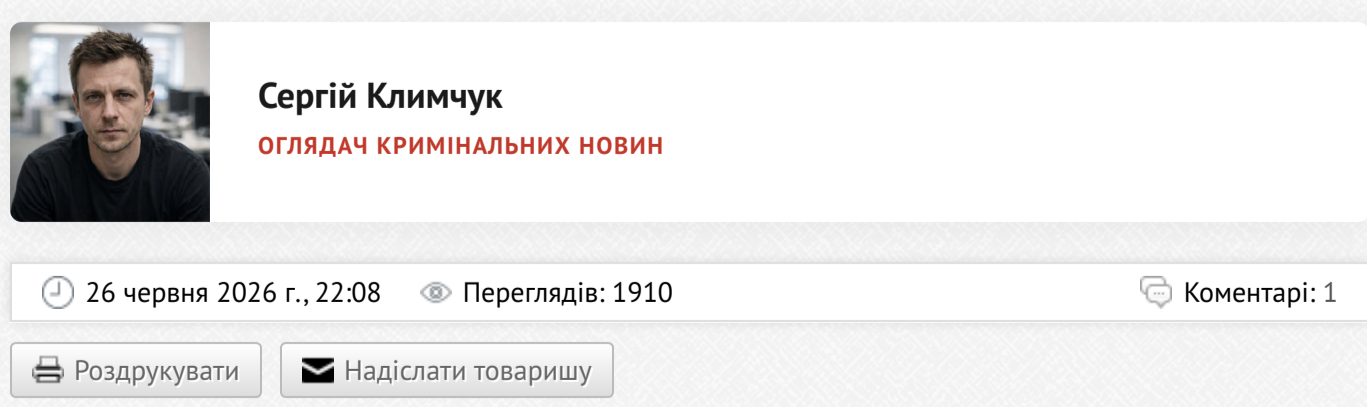 Сергій Климчук
ОГЛЯДАЧ КРИМІНАЛЬНИХ НОВИН
26 червня 2026 г., 22:08 Переглядів: 1910 Коментарі: 1
Роздрукувати Надіслати товаришу